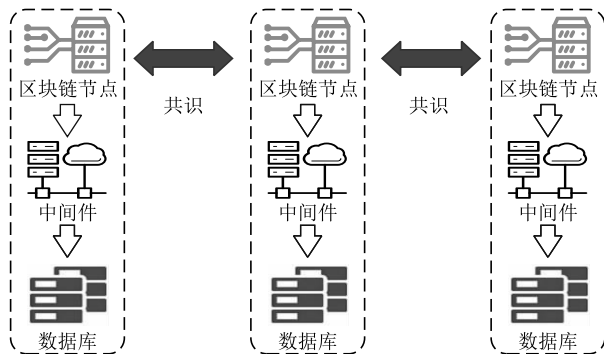 区块链节点
区块链节点
区块链节点
共识
共识
中间件
中间件
中间件
数据库
数据库
数据库